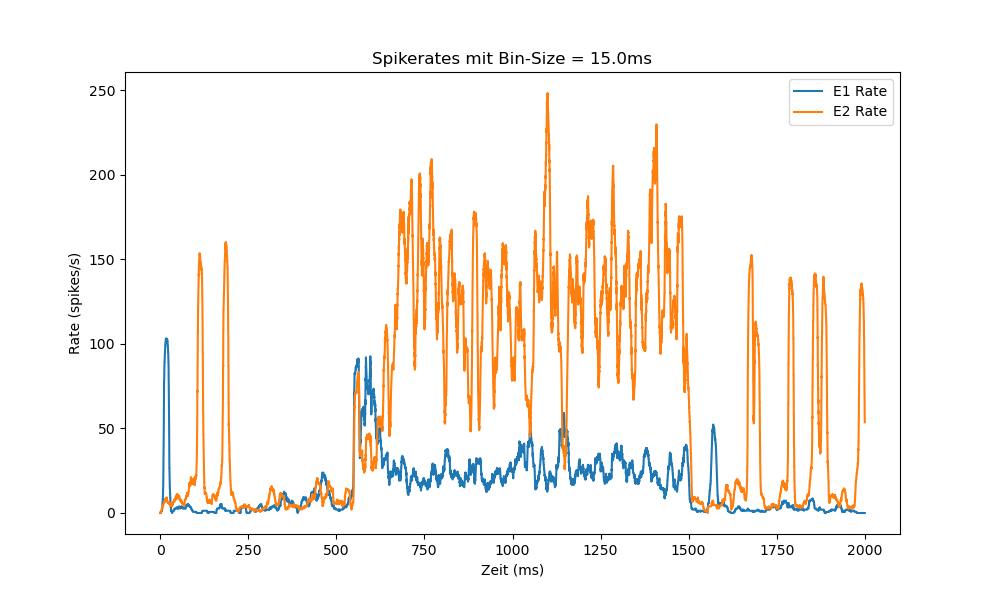 Spikerates mit Bin-Size = 15.0ms
E1 Rate
E2 Rate
250
200
150
100
50
0
Rate (spikes/s)
0 250 500 750 1000 1250 1500 1750 2000
Zeit (ms)